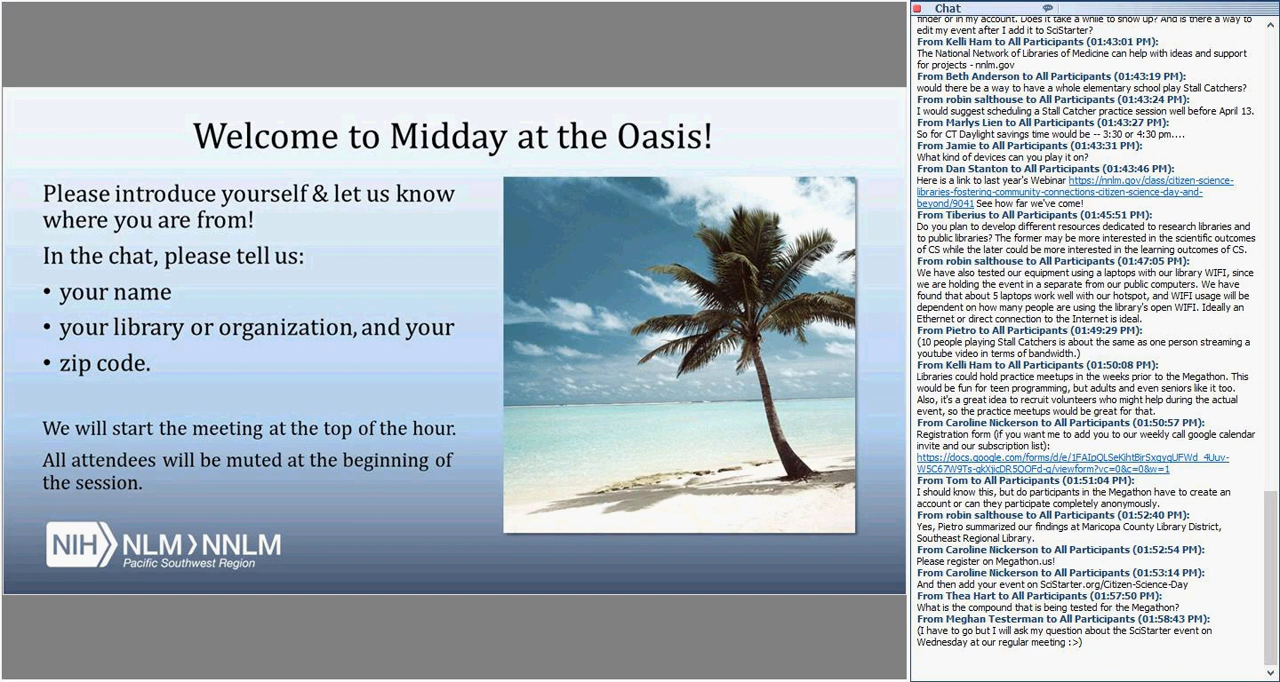 Welcome to Midday at the Oasis!
Please introduce yourself & let us know
where you are from!
In the chat, please tell us:
• your name
• your library or organization, and your
• zip code.
We will start the meeting at the top of the hour.
All attendees will be muted at the beginning of
the session.
NIH NLM NNLM
Pacific Southwest Region
Chat
finder or in my account. Does it take a while to show up? And is there a way to
edit my event after I add it to SciStarter?
From Kelli Ham to All Participants (01:43:01 PM):
The National Network of Libraries of Medicine can help with ideas and support
for projects - nnlm.gov
From Beth Anderson to All Participants (01:43:19 PM):
would there be a way to have a whole elementary school play Stall Catchers?
From robin salthouse to All Participants (01:43:24 PM):
I would suggest scheduling a Stall Catcher practice session well before April 13.
From Marlys Lien to All Participants (01:43:27 PM):
So for CT Daylight savings time would be -- 3:30 or 4:30 pm....
From Jamie to All Participants (01:43:31 PM):
What kind of devices can you play it on?
From Dan Stanton to All Participants (01:43:46 PM):
Here is a link to last year's Webinar https://nnlm.gov/class/citizen-science-
libraries-fostering-community-connections-citizen-science-day-and-
beyond/9041 See how far we've come!
From Tiberius to All Participants (01:45:51 PM):
Do you plan to develop different resources dedicated to research libraries and
to public libraries? The former may be more interested in the scientific outcomes
of CS while the later could be more interested in the learning outcomes of CS.
From robin salthouse to All Participants (01:47:05 PM):
We have also tested our equipment using a laptops with our library WIFI, since
we are holding the event in a separate from our public computers. We have
found that about 5 laptops work well with our hotspot, and WIFI usage will be
dependent on how many people are using the library's open WIFI. Ideally an
Ethernet or direct connection to the Internet is ideal.
From Pietro to All Participants (01:49:29 PM):
(10 people playing Stall Catchers is about the same as one person streaming a
youtube video in terms of bandwidth.)
From Kelli Ham to All Participants (01:50:08 PM):
Libraries could hold practice meetups in the weeks prior to the Megathon. This
would be fun for teen programming, but adults and even seniors like it too.
Also, it's a great idea to recruit volunteers who might help during the actual
event, so the practice meetups would be great for that.
From Caroline Nickerson to All Participants (01:50:57 PM):
Registration form (if you want me to add you to our weekly call google calendar
invite and our subscription list):
From Tom to All Participants (01:51:04 PM):
I should know this, but do participants in the Megathon have to create an
account or can they participate completely anonymously.
From robin salthouse to All Participants (01:52:40 PM):
Yes, Pietro summarized our findings at Maricopa County Library District,
Southeast Regional Library.
From Caroline Nickerson to All Participants (01:52:54 PM):
Please register on Megathon.us!
From Caroline Nickerson to All Participants (01:53:14 PM):
And then add your event on SciStarter.org/Citizen-Science-Day
From Thea Hart to All Participants (01:57:50 PM):
What is the compound that is being tested for the Megathon?
From Meghan Testerman to All Participants (01:58:43 PM):
(I have to go but I will ask my question about the SciStarter event on
Wednesday at our regular meeting :>)